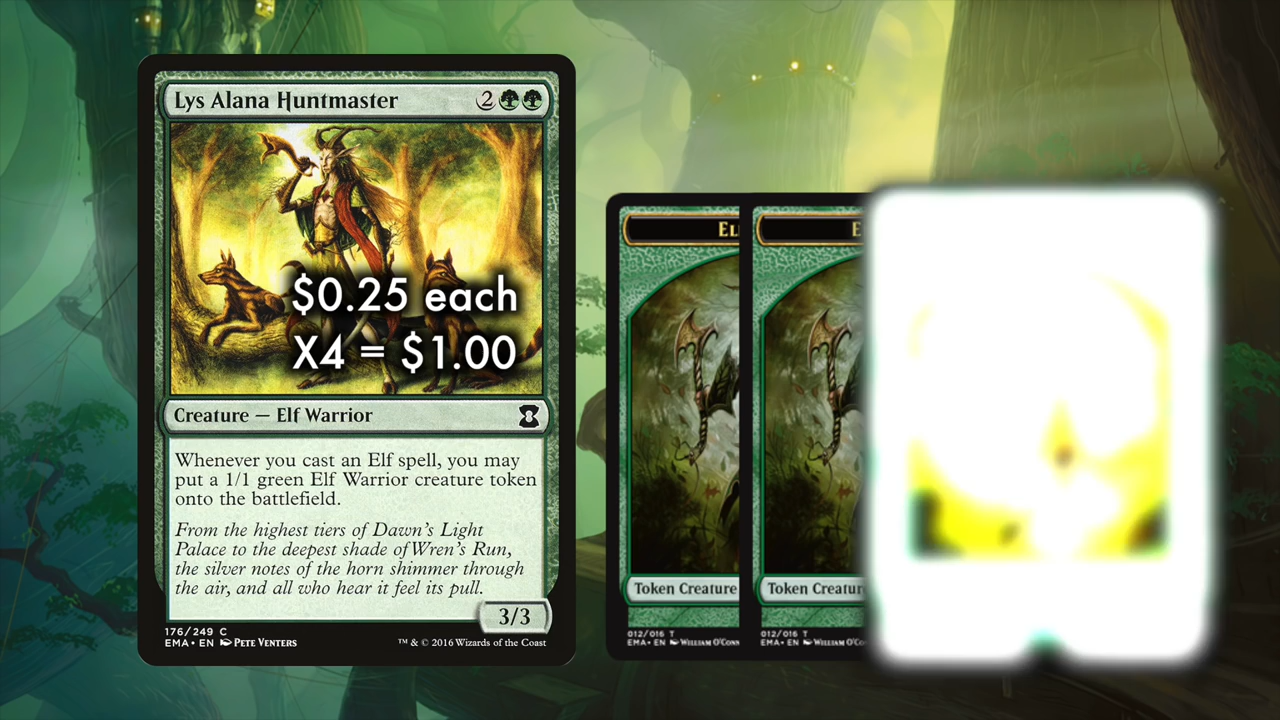 Lys Alana Huntmaster 2
$0.25 each
X4 = $1.00
Creature — Elf Warrior
Whenever you cast an Elf spell, you may
put a 1/1 green Elf Warrior creature token
onto the battlefield.
From the highest tiers of Dawn's Light
Palace to the deepest shade of Wren's Run,
the silver notes of the horn shimmer through
the air, and all who hear it feel its pull.
3/3
176/249 C
EMA • EN PETE VENTERS
™ & © 2016 Wizards of the Coast
Token Creature
012/016 T
EMA • EN WILLIAM
Token
012/016 T
EMA • EN WILLIAM